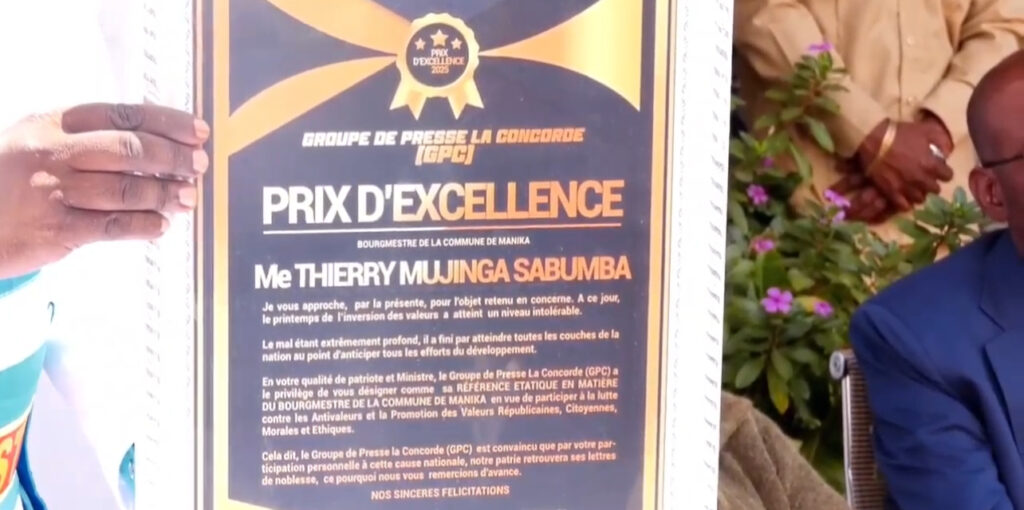 PRIX
D'EXCELLENCE
2025
GROUPE DE PRESSE LA CONCORDE
(GPC)
PRIX D'EXCELLENCE
BOURGMESTRE DE LA COMMUNE DE MANIKA
Me THIERRY MUJINGA SABUMBA
Je vous approche, par la présente, pour l'objet retenu en concerne. A ce jour,
le printemps de l'inversion des valeurs a atteint un niveau intolérable.
Le mal étant extrêmement profond, il a fini par atteindre toutes les couches de la
nation au point d'anticiper tous les efforts du développement.
En votre qualité de patriote et Ministre, le Groupe de Presse La Concorde (GPC) a
le privilège de vous désigner comme sa RÉFÉRENCE ETATIQUE EN MATIÈRE
DU BOURGMESTRE DE LA COMMUNE DE MANIKA en vue de participer à la lutte
contre les Antivaleurs et la Promotion des Valeurs Républicaines, Citoyennes,
Morales et Ethiques.
Cela dit, le Groupe de Presse la Concorde (GPC) est convaincu que par votre par-
ticipation personnelle à cette cause nationale, notre patrie retrouvera ses lettres
de noblesse, ce pourquoi nous vous remercions d'avance.
NOS SINCERES FELICITATIONS